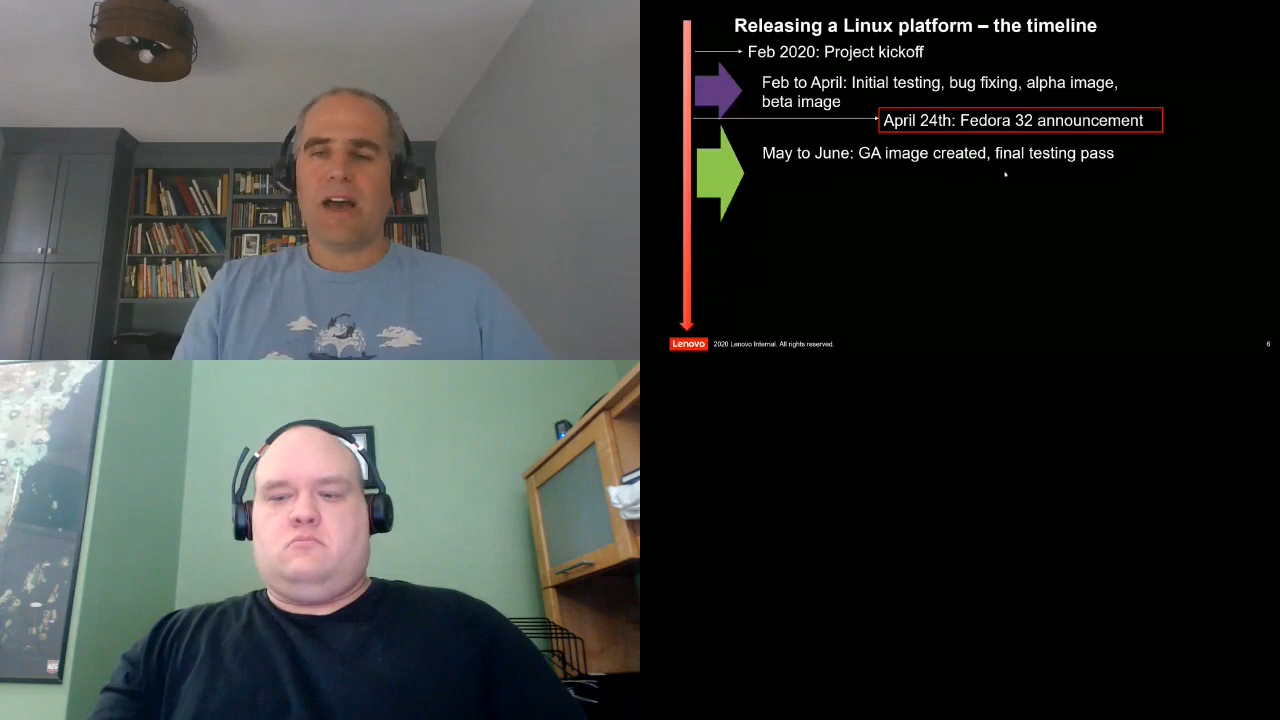 Releasing a Linux platform – the timeline
Feb 2020: Project kickoff
Feb to April: Initial testing, bug fixing, alpha image,
beta image
April 24th: Fedora 32 announcement
May to June: GA image created, final testing pass
Lenovo
2020 Lenovo Internal. All rights reserved.
6